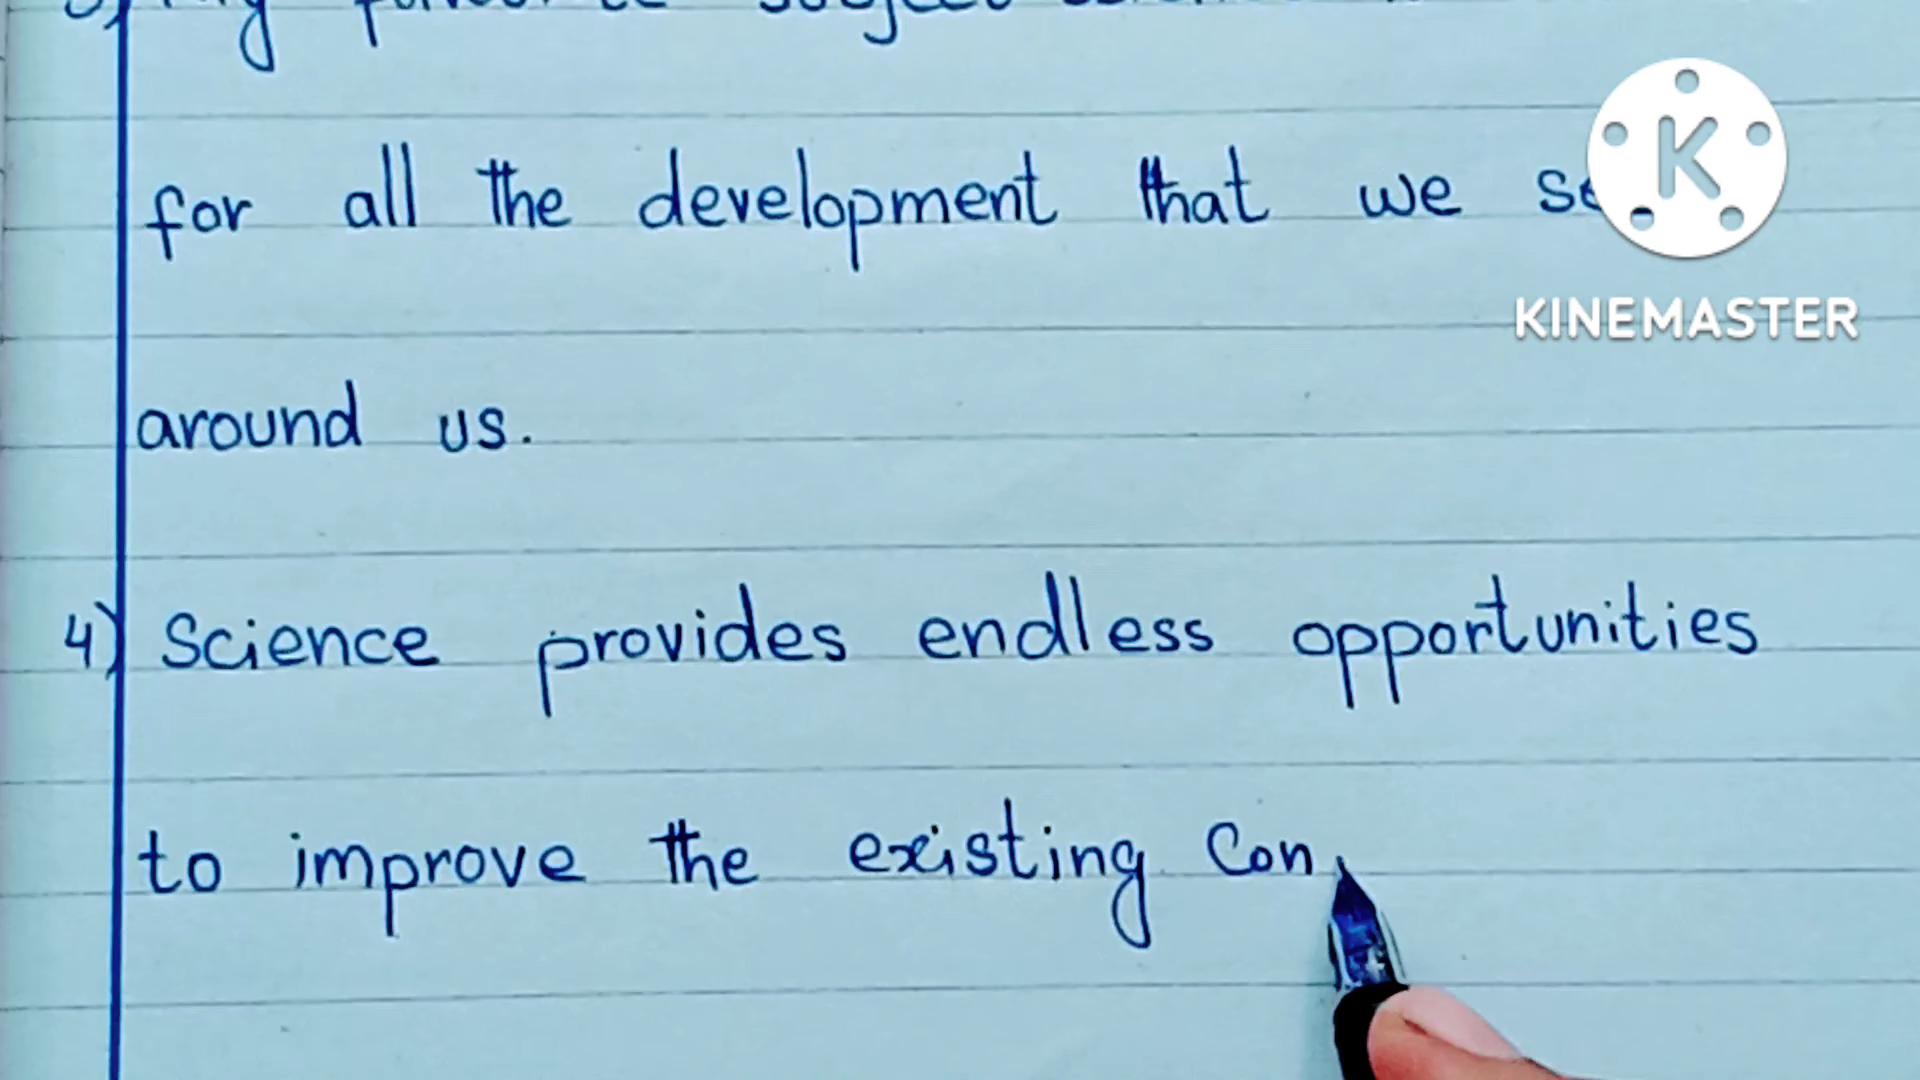 subject
for all the development that we
around us.
4) Science provides endless opportunities
to improve the existing Con
KINEMASTER